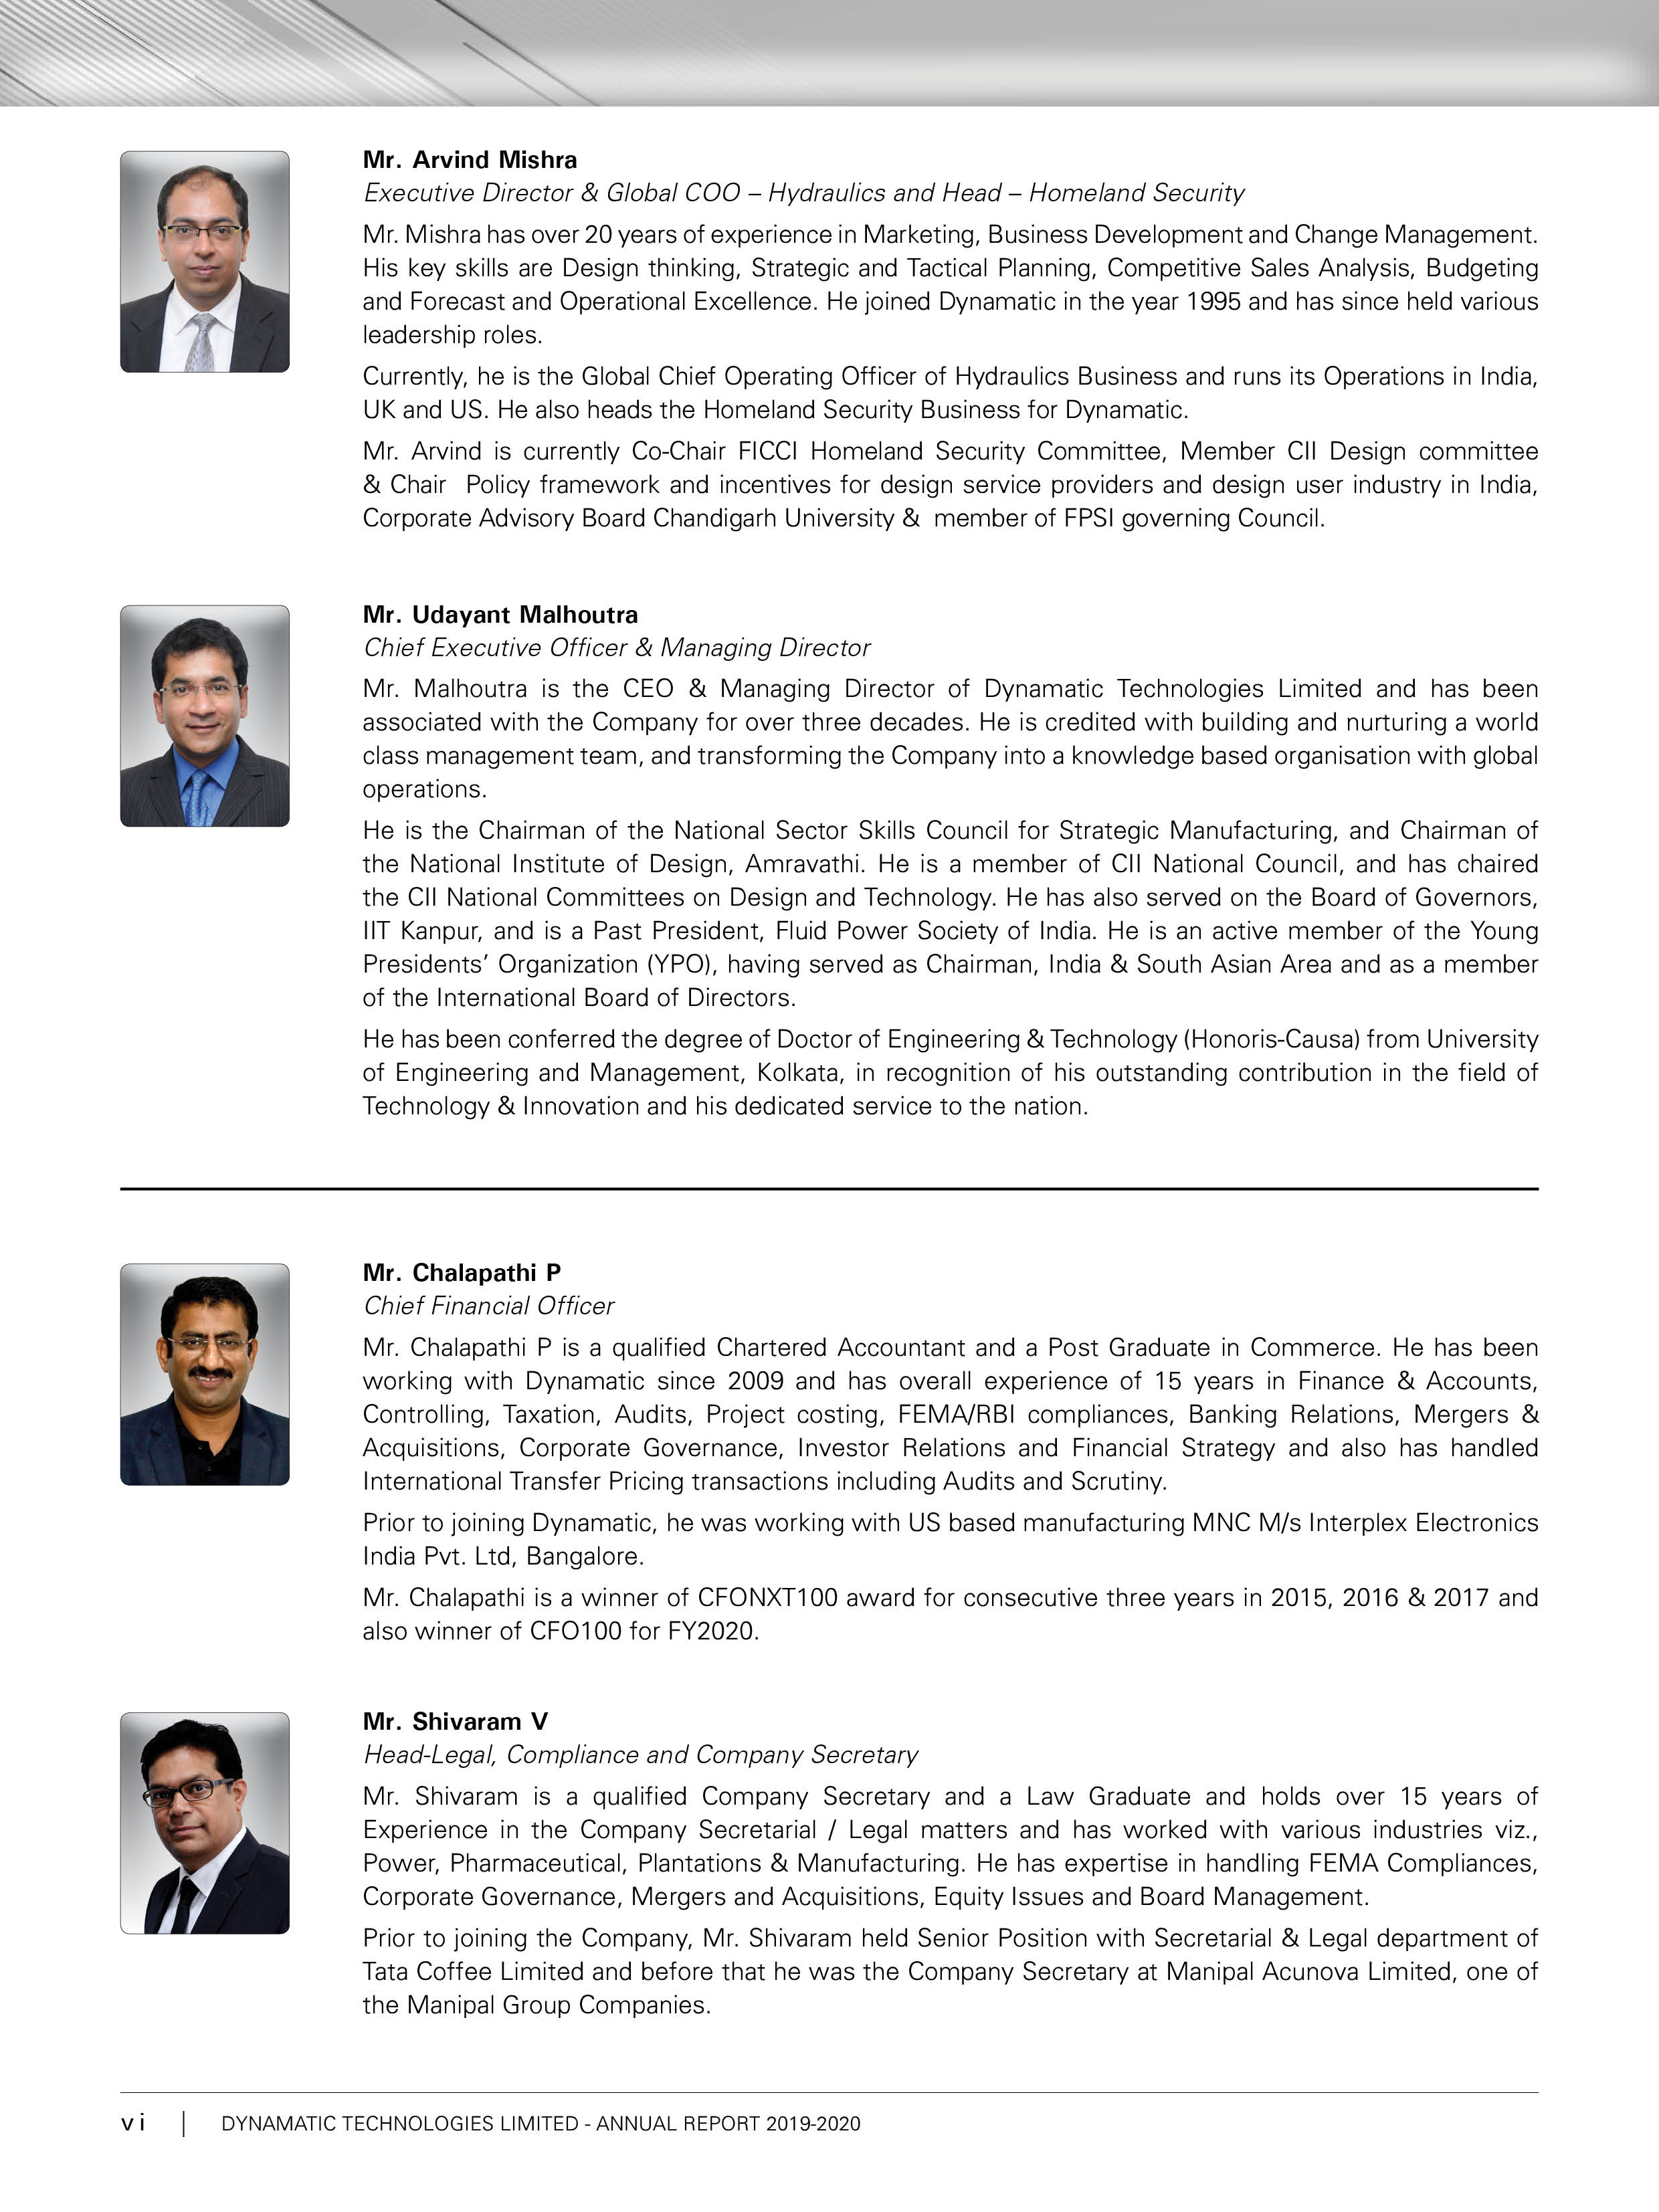 Mr. Arvind Mishra
Executive Director & Global COO – Hydraulics and Head – Homeland Security
Mr. Mishra has over 20 years of experience in Marketing, Business Development and Change Management.
His key skills are Design thinking, Strategic and Tactical Planning, Competitive Sales Analysis, Budgeting
and Forecast and Operational Excellence. He joined Dynamatic in the year 1995 and has since held various
leadership roles.
Currently, he is the Global Chief Operating Officer of Hydraulics Business and runs its Operations in India,
UK and US. He also heads the Homeland Security Business for Dynamatic.
Mr. Arvind is currently Co-Chair FICCI Homeland Security Committee, Member CII Design committee
& Chair Policy framework and incentives for design service providers and design user industry in India,
Corporate Advisory Board Chandigarh University & member of FPSI governing Council.
Mr. Udayant Malhoutra
Chief Executive Officer & Managing Director
Mr. Malhoutra is the CEO & Managing Director of Dynamatic Technologies Limited and has been
associated with the Company for over three decades. He is credited with building and nurturing a world
class management team, and transforming the Company into a knowledge based organisation with global
operations.
He is the Chairman of the National Sector Skills Council for Strategic Manufacturing, and Chairman of
the National Institute of Design, Amravathi. He is a member of CII National Council, and has chaired
the CII National Committees on Design and Technology. He has also served on the Board of Governors,
IIT Kanpur, and is a Past President, Fluid Power Society of India. He is an active member of the Young
Presidents’ Organization (YPO), having served as Chairman, India & South Asian Area and as a member
of the International Board of Directors.
He has been conferred the degree of Doctor of Engineering & Technology (Honoris-Causa) from University
of Engineering and Management, Kolkata, in recognition of his outstanding contribution in the field of
Technology & Innovation and his dedicated service to the nation.
Mr. Chalapathi P
Chief Financial Officer
Mr. Chalapathi P is a qualified Chartered Accountant and a Post Graduate in Commerce. He has been
working with Dynamatic since 2009 and has overall experience of 15 years in Finance & Accounts,
Controlling, Taxation, Audits, Project costing, FEMA/RBI compliances, Banking Relations, Mergers &
Acquisitions, Corporate Governance, Investor Relations and Financial Strategy and also has handled
International Transfer Pricing transactions including Audits and Scrutiny.
Prior to joining Dynamatic, he was working with US based manufacturing MNC M/s Interplex Electronics
India Pvt. Ltd, Bangalore.
Mr. Chalapathi is a winner of CFONXT100 award for consecutive three years in 2015, 2016 & 2017 and
also winner of CFO100 for FY2020.
Mr. Shivaram V
Head-Legal, Compliance and Company Secretary
Mr. Shivaram is a qualified Company Secretary and a Law Graduate and holds over 15 years of
Experience in the Company Secretarial / Legal matters and has worked with various industries viz.,
Power, Pharmaceutical, Plantations & Manufacturing. He has expertise in handling FEMA Compliances,
Corporate Governance, Mergers and Acquisitions, Equity Issues and Board Management.
Prior to joining the Company, Mr. Shivaram held Senior Position with Secretarial & Legal department of
Tata Coffee Limited and before that he was the Company Secretary at Manipal Acunova Limited, one of
the Manipal Group Companies.
vi | DYNAMATIC TECHNOLOGIES LIMITED - ANNUAL REPORT 2019-2020